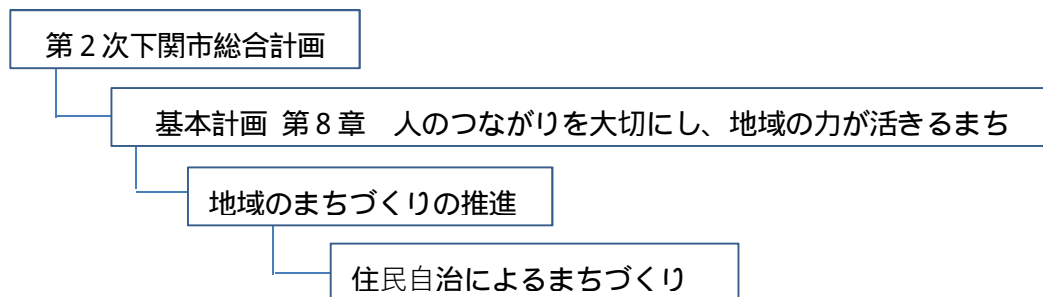 第２次下関市総合計画
基本計画 第８章　人のつながりを大切にし、地域の力が活きるまち
地域のまちづくりの推進
住民自治によるまちづくり